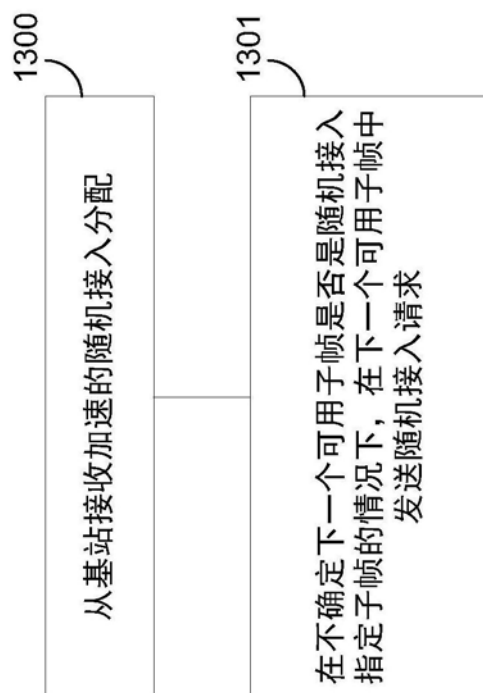 1300
从基站接收加速的随机接入分配
1301
在不确定下一个可用子帧是否是随机接入
指定子帧的情况下，在下一个可用子帧中
发送随机接入请求